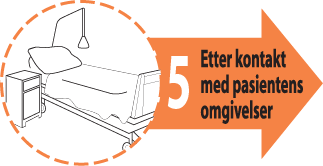 5
Etter kontakt
med pasientens
omgivelser